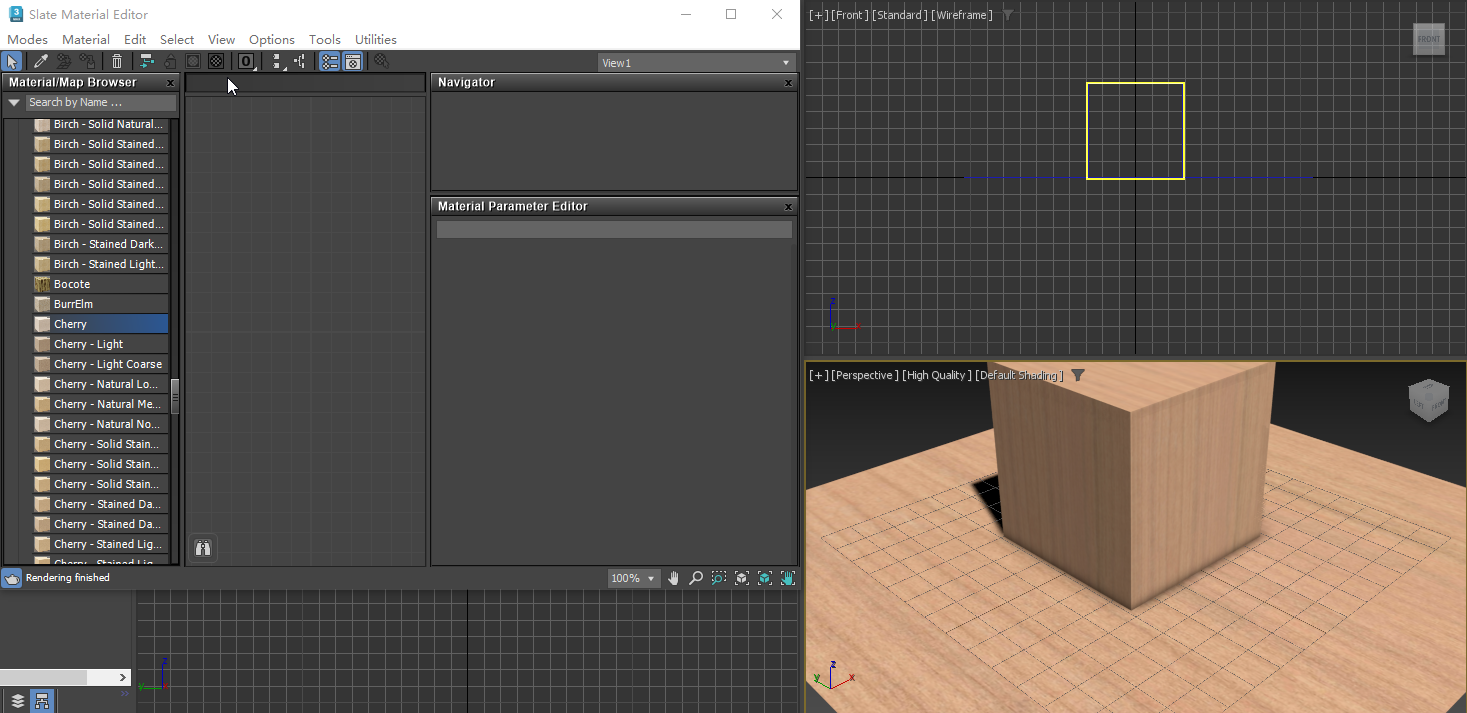 Slate Material Editor
Modes Material Edit Select View Options Tools Utilities
0
View1
Material/Map Browser x
Search by Name ...
Birch - Solid Natural...
Birch - Solid Stained...
Birch - Solid Stained...
Birch - Solid Stained...
Birch - Solid Stained...
Birch - Solid Stained...
Birch - Stained Dark...
Birch - Stained Light...
Bocote
BurrElm
Cherry
Cherry - Light
Cherry - Light Coarse
Cherry - Natural Lo...
Cherry - Natural Me...
Cherry - Natural No...
Cherry - Solid Stain...
Cherry - Solid Stain...
Cherry - Solid Stain...
Cherry - Stained Da...
Cherry - Stained Da...
Cherry - Stained Lig...
Cherry - Stained Lig...
Navigator x
Material Parameter Editor x
Rendering finished
100%
z
y
[+] [Front ] [Standard ] [Wireframe ]
FRONT
z
[+] [Perspective ] [High Quality ] [Default Shading ]
LEFT
FRONT
z
y
x